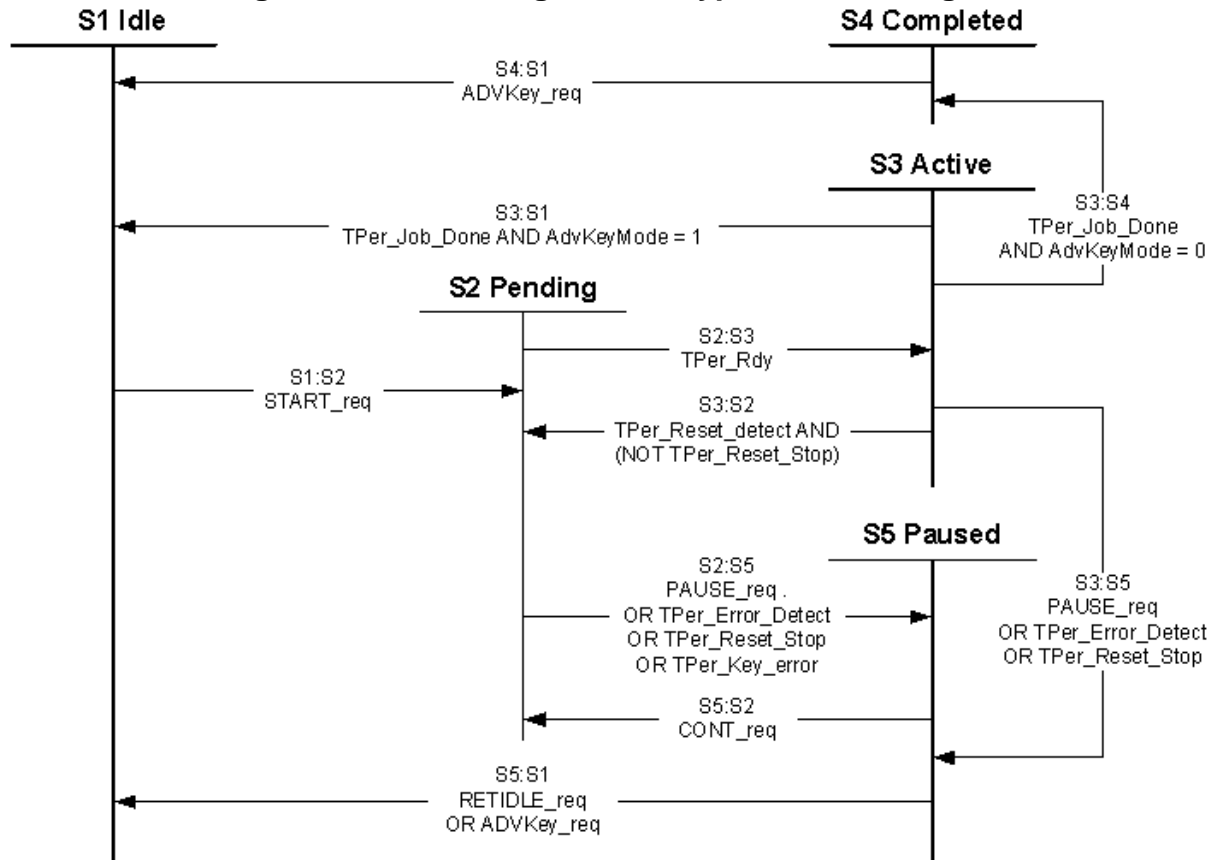 S1 Idle
S4 Completed
S4:S1
ADVKey_req
S3 Active
S3:S1
TPer_Job_Done AND AdvKeyMode = 1
S3:S4
TPer_Job_Done
AND AdvKeyMode = 0
S2 Pending
S2:S3
TPer_Rdy
S1:S2
START_req
S3:S2
TPer_Reset_detect AND
(NOT TPer_Reset_Stop)
S5 Paused
S2:S5
PAUSE_req .
OR TPer_Error_Detect
OR TPer_Reset_Stop
OR TPer_Key_error
S3:S5
PAUSE_req
OR TPer_Error_Detect
OR TPer_Reset_Stop
S5:S2
CONT_req
S5:S1
RETIDLE_req
OR ADVKey_req